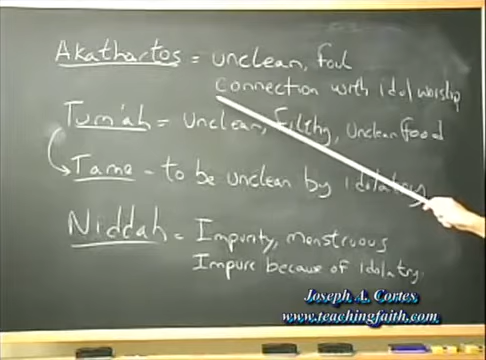 Akathartos = unclean, foul
connection with idol worship
Tum'ah = unclean, filthy, unclean food
Tame - to be unclean by idolatry
Niddah = Impurity, menstruous
Impure because of idolatry.
Joseph A. Cortes
www.teachingfaith.com